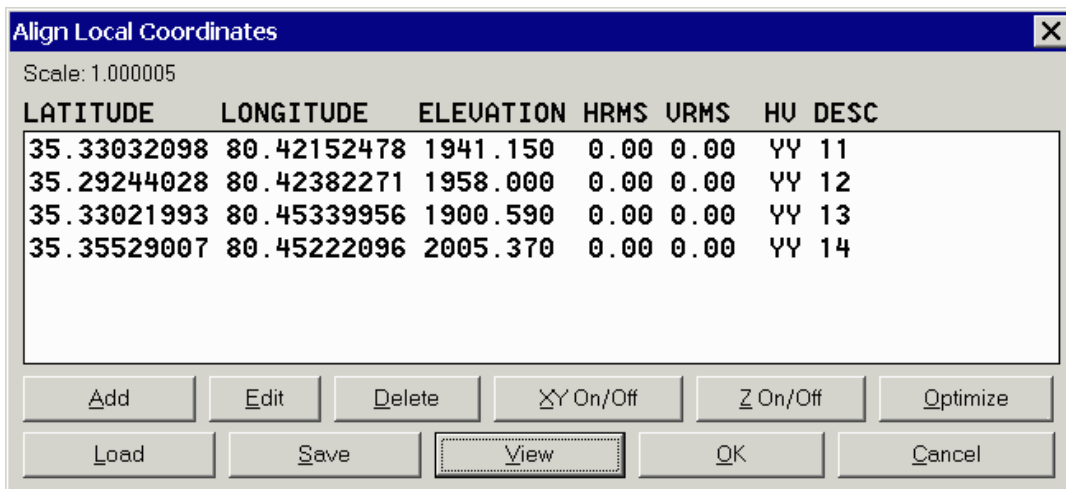 Align Local Coordinates
Scale: 1.000005
LATITUDE LONGITUDE ELEVATION HRMS VRMS HV DESC
35.33032098 80.42152478 1941.150 0.00 0.00 YY 11
35.29244028 80.42382271 1958.000 0.00 0.00 YY 12
35.33021993 80.45339956 1900.590 0.00 0.00 YY 13
35.35529007 80.45222096 2005.370 0.00 0.00 YY 14
Add Edit Delete XY On/Off Z On/Off Optimize
Load Save View OK Cancel